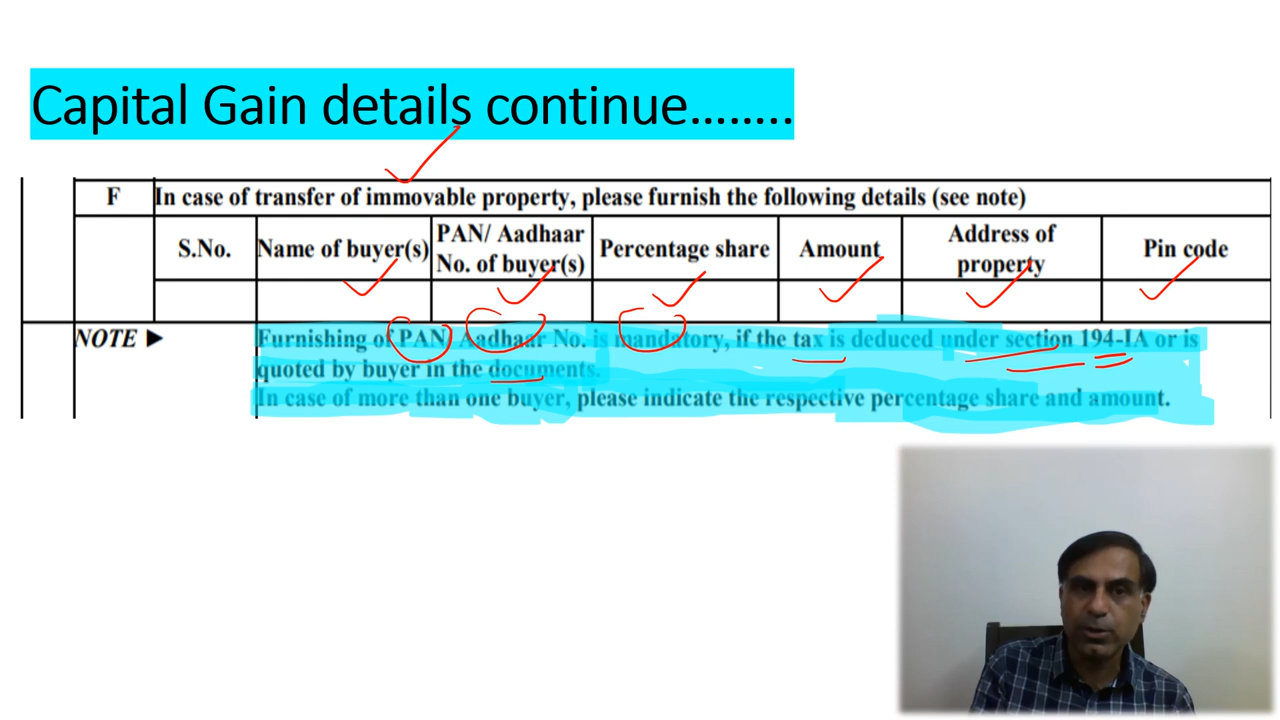 Capital Gain details continue……..
F In case of transfer of immovable property, please furnish the following details (see note)
S.No. Name of buyer(s) PAN/ Aadhaar No. of buyer(s) Percentage share Amount Address of property Pin code
NOTE ► Furnishing of PAN/ Aadhaar No. is mandatory, if the tax is deduced under section 194-IA or is
quoted by buyer in the documents.
In case of more than one buyer, please indicate the respective percentage share and amount.